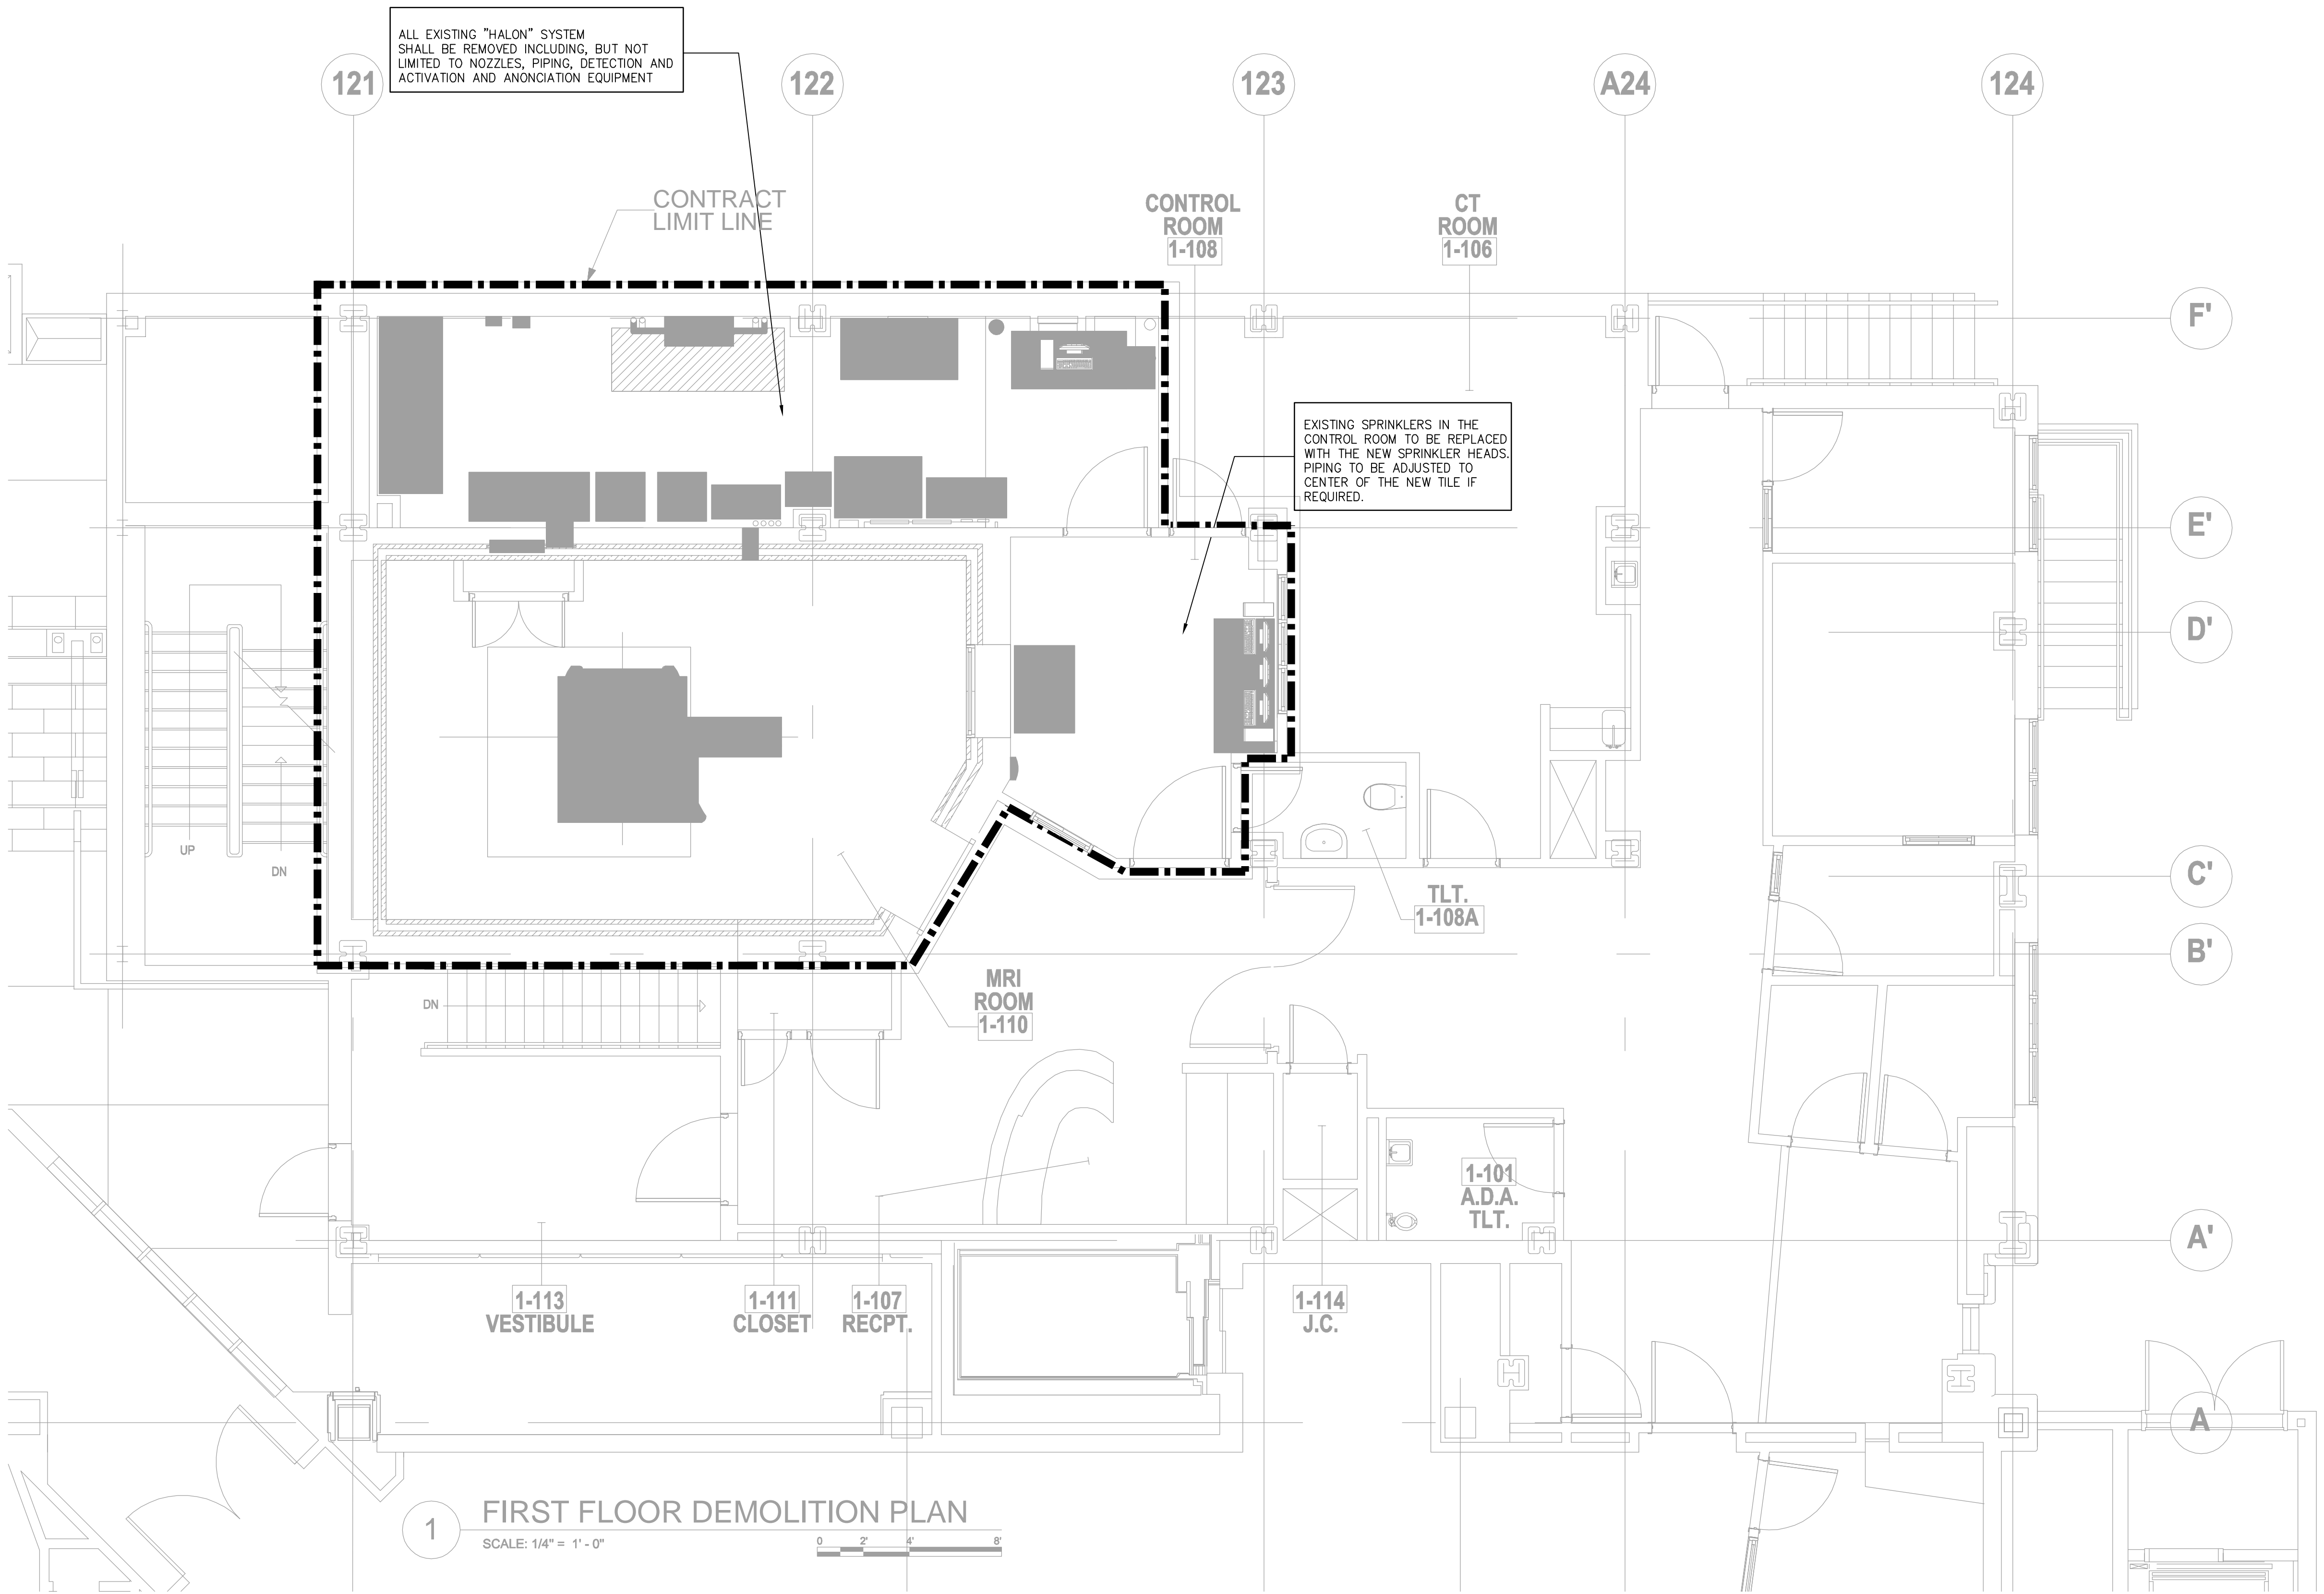 ALL EXISTING "HALON" SYSTEM
SHALL BE REMOVED INCLUDING, BUT NOT
LIMITED TO NOZZLES, PIPING, DETECTION AND
ACTIVATION AND ANONCIATION EQUIPMENT
121
122
123
A24
124
CONTRACT
LIMIT LINE
CONTROL
ROOM
1-108
CT
ROOM
1-106
F'
EXISTING SPRINKLERS IN THE
CONTROL ROOM TO BE REPLACED
WITH THE NEW SPRINKLER HEADS.
PIPING TO BE ADJUSTED TO
CENTER OF THE NEW TILE IF
REQUIRED.
E'
D'
UP
DN
C'
TLT.
1-108A
B'
MRI
ROOM
1-110
DN
1-101
A.D.A.
TLT.
A'
1-113
VESTIBULE
1-111
CLOSET
1-107
RECPT.
1-114
J.C.
A
1
FIRST FLOOR DEMOLITION PLAN
SCALE: 1/4" = 1' - 0"
0 2' 4' 8'